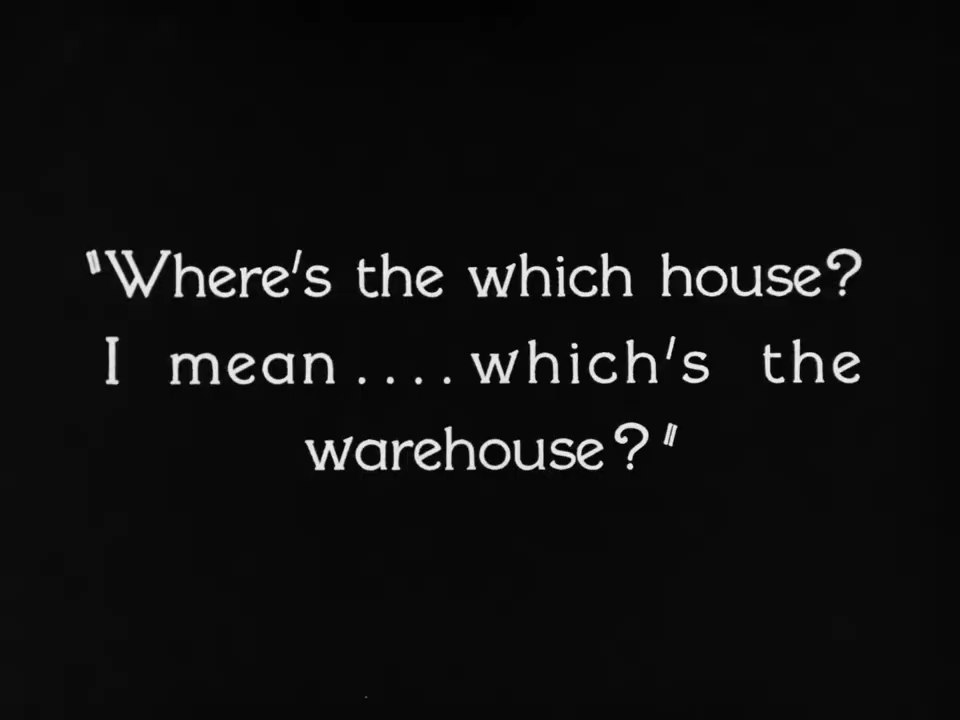 "Where's the which house?
I mean....which's the
warehouse?"